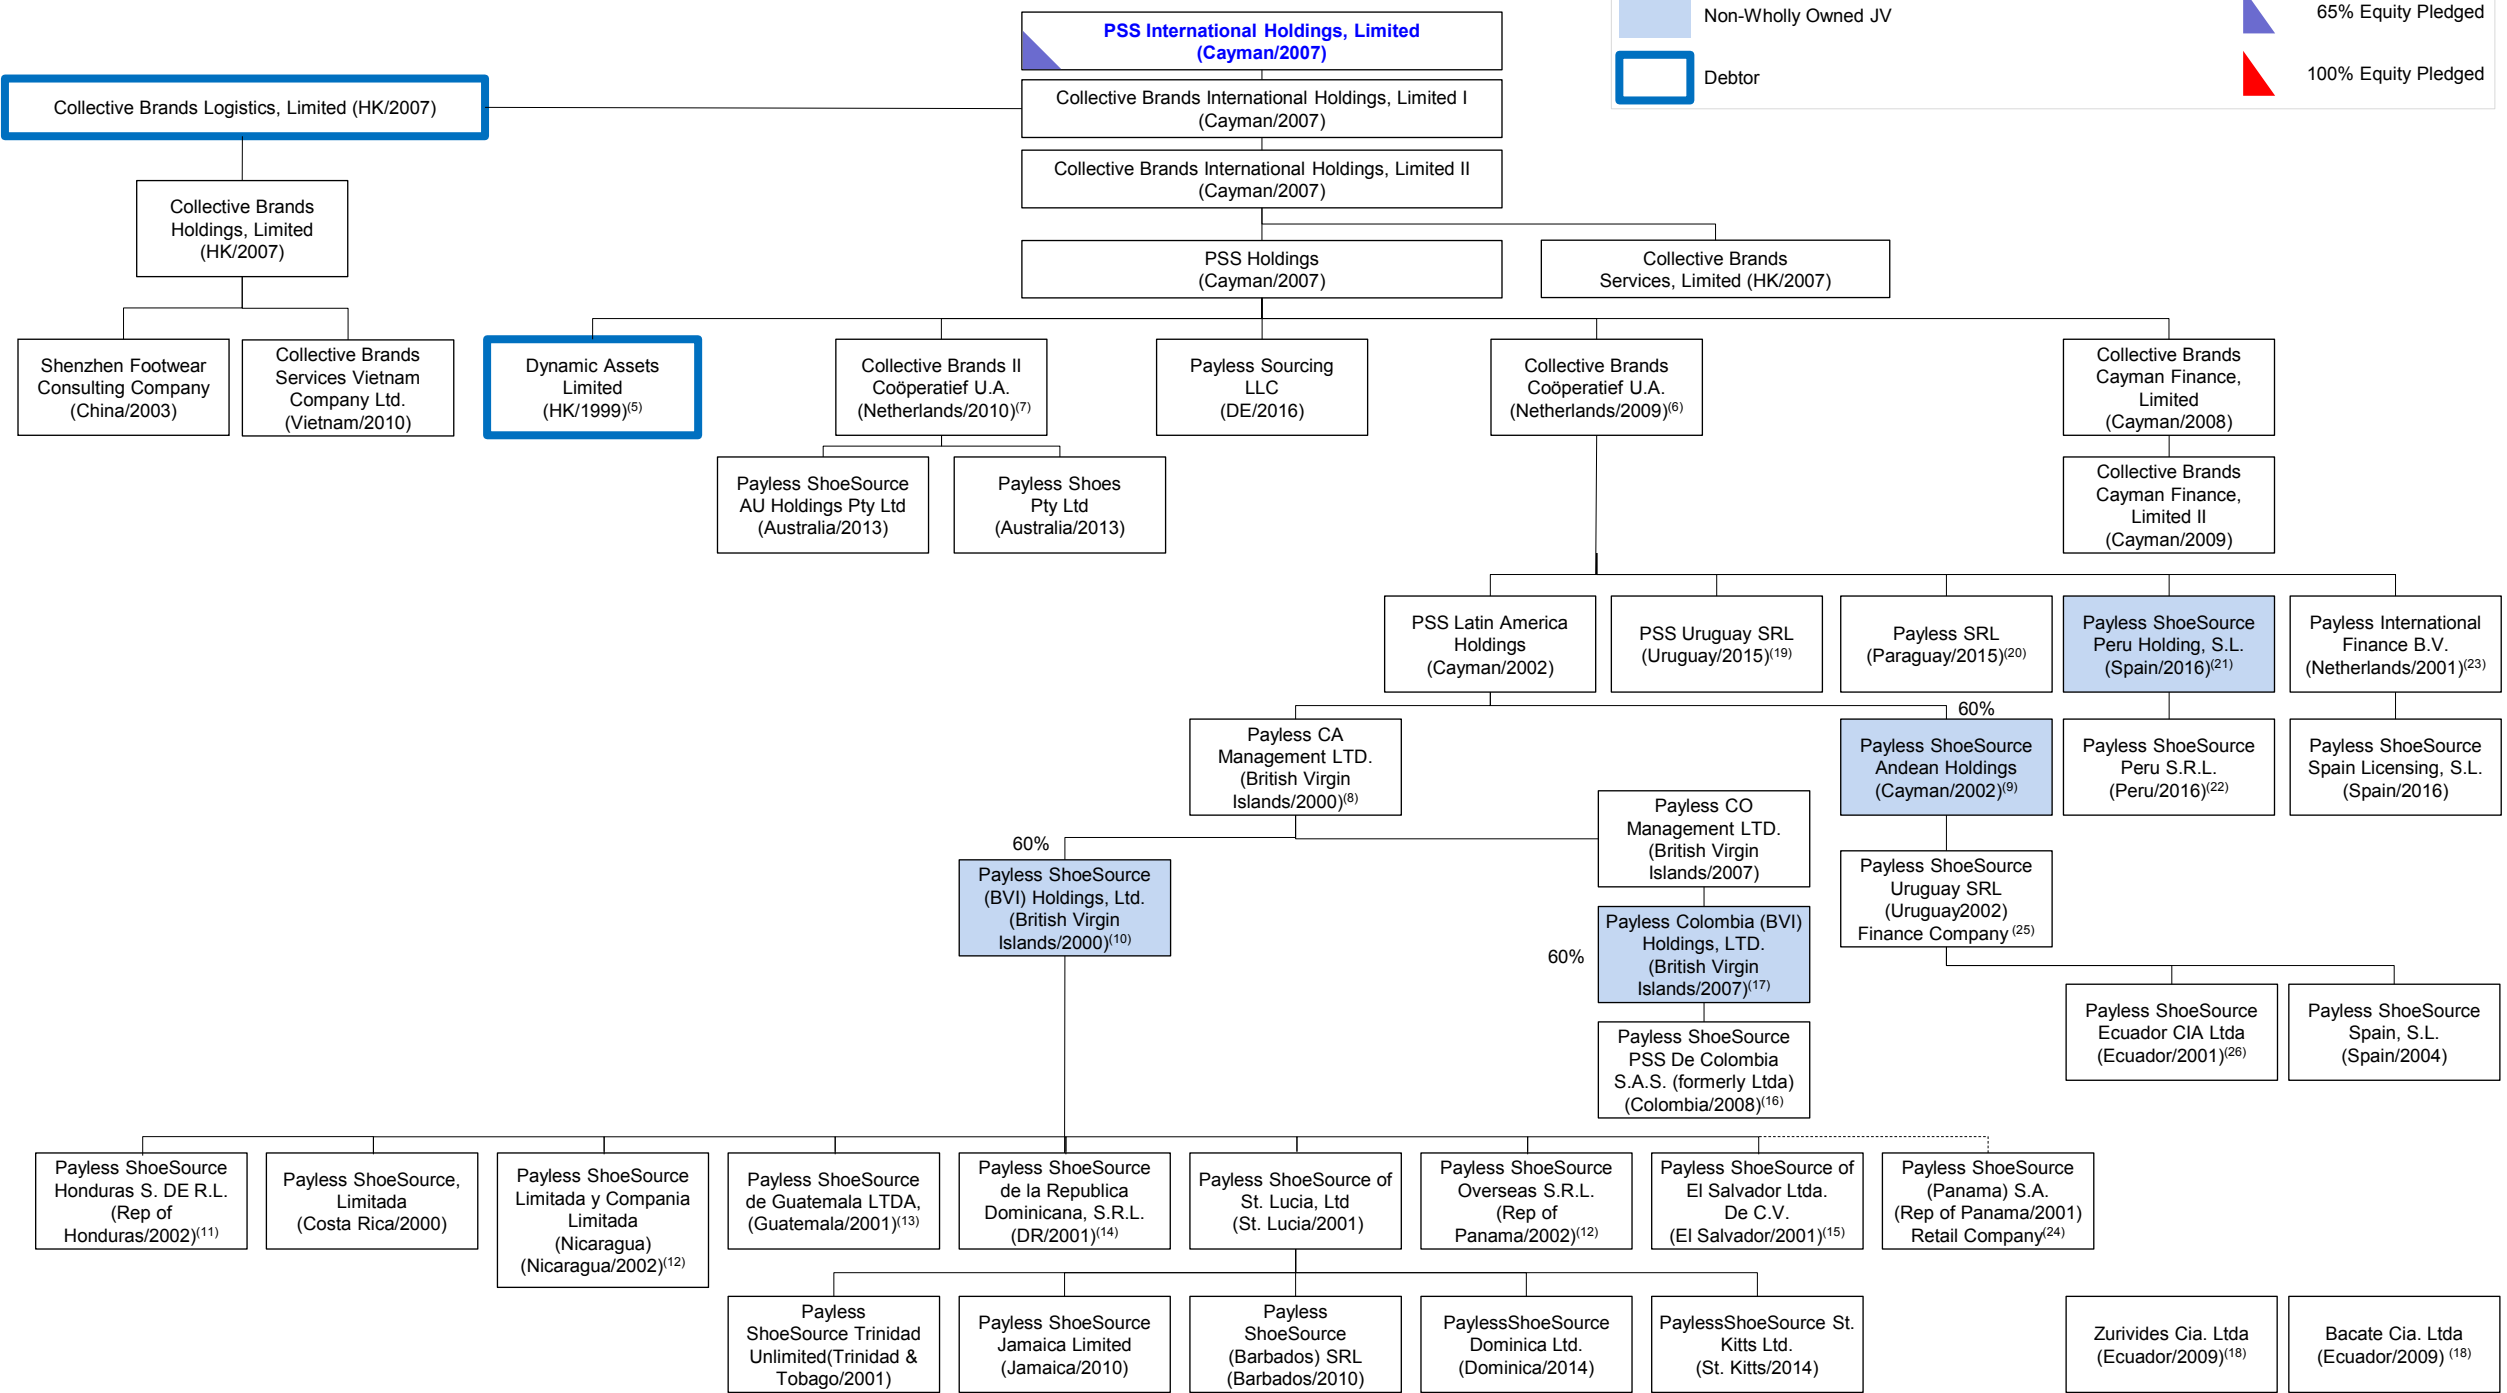 Non-Wholly Owned JV
65% Equity Pledged
Debtor
100% Equity Pledged
PSS International Holdings, Limited
(Cayman/2007)
Collective Brands Logistics, Limited (HK/2007)
Collective Brands International Holdings, Limited I
(Cayman/2007)
Collective Brands International Holdings, Limited II
(Cayman/2007)
Collective Brands
Holdings, Limited
(HK/2007)
PSS Holdings
(Cayman/2007)
Collective Brands
Services, Limited (HK/2007)
Shenzhen Footwear
Consulting Company
(China/2003)
Collective Brands
Services Vietnam
Company Ltd.
(Vietnam/2010)
Dynamic Assets
Limited
(HK/1999)(5)
Collective Brands II
Coöperatief U.A.
(Netherlands/2010)(7)
Payless Sourcing
LLC
(DE/2016)
Collective Brands
Coöperatief U.A.
(Netherlands/2009)(6)
Collective Brands
Cayman Finance,
Limited
(Cayman/2008)
Payless ShoeSource
AU Holdings Pty Ltd
(Australia/2013)
Payless Shoes
Pty Ltd
(Australia/2013)
Collective Brands
Cayman Finance,
Limited II
(Cayman/2009)
PSS Latin America
Holdings
(Cayman/2002)
PSS Uruguay SRL
(Uruguay/2015)(19)
Payless SRL
(Paraguay/2015)(20)
Payless ShoeSource
Peru Holding, S.L.
(Spain/2016)(21)
Payless International
Finance B.V.
(Netherlands/2001)(23)
Payless CA
Management LTD.
(British Virgin
Islands/2000)(8)
60%
Payless ShoeSource
Andean Holdings
(Cayman/2002)(9)
Payless ShoeSource
Peru S.R.L.
(Peru/2016)(22)
Payless ShoeSource
Spain Licensing, S.L.
(Spain/2016)
Payless CO
Management LTD.
(British Virgin
Islands/2007)
60%
Payless ShoeSource
(BVI) Holdings, Ltd.
(British Virgin
Islands/2000)(10)
Payless ShoeSource
Uruguay SRL
(Uruguay2002)
Finance Company (25)
60%
Payless Colombia (BVI)
Holdings, LTD.
(British Virgin
Islands/2007)(17)
Payless ShoeSource
Ecuador CIA Ltda
(Ecuador/2001)(26)
Payless ShoeSource
Spain, S.L.
(Spain/2004)
Payless ShoeSource
PSS De Colombia
S.A.S. (formerly Ltda)
(Colombia/2008)(16)
Payless ShoeSource
Honduras S. DE R.L.
(Rep of
Honduras/2002)(11)
Payless ShoeSource,
Limitada
(Costa Rica/2000)
Payless ShoeSource
Limitada y Compania
Limitada
(Nicaragua)
(Nicaragua/2002)(12)
Payless ShoeSource
de Guatemala LTDA,
(Guatemala/2001)(13)
Payless ShoeSource
de la Republica
Dominicana, S.R.L.
(DR/2001)(14)
Payless ShoeSource of
St. Lucia, Ltd
(St. Lucia/2001)
Payless ShoeSource
Overseas S.R.L.
(Rep of
Panama/2002)(12)
Payless ShoeSource of
El Salvador Ltda.
De C.V.
(El Salvador/2001)(15)
Payless ShoeSource
(Panama) S.A.
(Rep of Panama/2001)
Retail Company(24)
Payless
ShoeSource Trinidad
Unlimited(Trinidad &
Tobago/2001)
Payless ShoeSource
Jamaica Limited
(Jamaica/2010)
Payless
ShoeSource
(Barbados) SRL
(Barbados/2010)
PaylessShoeSource
Dominica Ltd.
(Dominica/2014)
PaylessShoeSource St.
Kitts Ltd.
(St. Kitts/2014)
Zurivides Cia. Ltda
(Ecuador/2009)(18)
Bacate Cia. Ltda
(Ecuador/2009) (18)